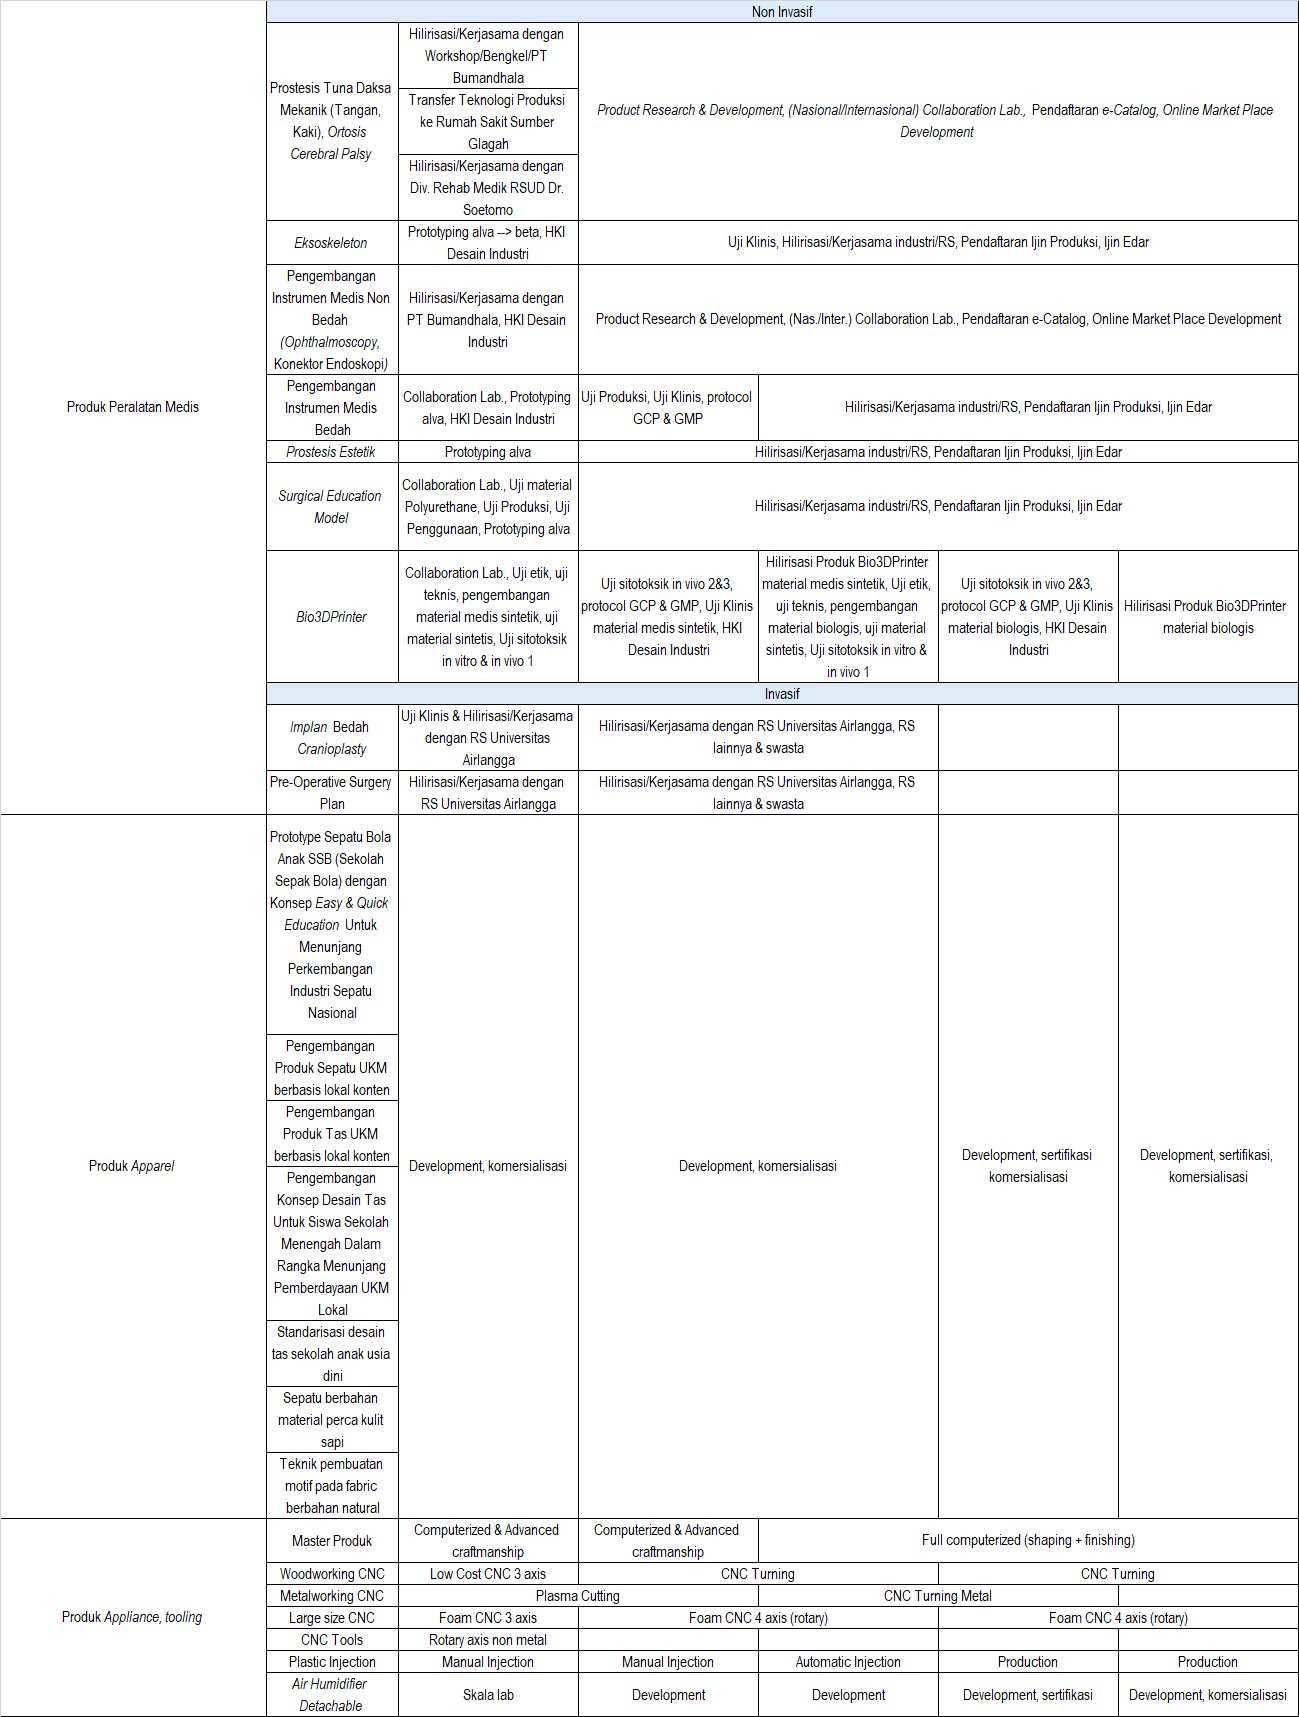 Non Invasif
Produk Peralatan Medis
Prostesis Tuna Daksa
Mekanik (Tangan,
Kaki), Ortosis
Cerebral Palsy
Hilirisasi/Kerjasama dengan
Workshop/Bengkel/PT
Bumandhala
Transfer Teknologi Produksi
ke Rumah Sakit Sumber
Glagah
Hilirisasi/Kerjasama dengan
Div. Rehab Medik RSUD Dr.
Soetomo
Product Research & Development, (Nasional/Internasional) Collaboration Lab., Pendaftaran e-Catalog, Online Market Place
Development
Eksoskeleton
Prototyping alva --> beta, HKI
Desain Industri
Uji Klinis, Hilirisasi/Kerjasama industri/RS, Pendaftaran Ijin Produksi, Ijin Edar
Pengembangan
Instrumen Medis Non
Bedah
(Ophthalmoscopy,
Konektor Endoskopi)
Hilirisasi/Kerjasama dengan
PT Bumandhala, HKI Desain
Industri
Product Research & Development, (Nas./Inter.) Collaboration Lab., Pendaftaran e-Catalog, Online Market Place Development
Pengembangan
Instrumen Medis
Bedah
Collaboration Lab., Prototyping
alva, HKI Desain Industri
Uji Produksi, Uji Klinis, protocol
GCP & GMP
Hilirisasi/Kerjasama industri/RS, Pendaftaran Ijin Produksi, Ijin Edar
Prostesis Estetik
Prototyping alva
Hilirisasi/Kerjasama industri/RS, Pendaftaran Ijin Produksi, Ijin Edar
Surgical Education
Model
Collaboration Lab., Uji material
Polyurethane, Uji Produksi, Uji
Penggunaan, Prototyping alva
Hilirisasi/Kerjasama industri/RS, Pendaftaran Ijin Produksi, Ijin Edar
Bio3DPrinter
Collaboration Lab., Uji etik, uji
teknis, pengembangan
material medis sintetik, uji
material sintetis, Uji sitotoksik
in vitro & in vivo 1
Uji sitotoksik in vivo 2&3,
protocol GCP & GMP, Uji Klinis
material medis sintetik, HKI
Desain Industri
Hilirisasi Produk Bio3DPrinter
material medis sintetik, Uji etik,
uji teknis, pengembangan
material biologis, uji material
sintetis, Uji sitotoksik in vitro &
in vivo 1
Uji sitotoksik in vivo 2&3,
protocol GCP & GMP, Uji Klinis
material biologis, HKI Desain
Industri
Hilirisasi Produk Bio3DPrinter
material biologis
Invasif
Implan Bedah
Cranioplasty
Uji Klinis & Hilirisasi/Kerjasama
dengan RS Universitas
Airlangga
Hilirisasi/Kerjasama dengan RS Universitas Airlangga, RS
lainnya & swasta
Pre-Operative Surgery
Plan
Hilirisasi/Kerjasama dengan
RS Universitas Airlangga
Hilirisasi/Kerjasama dengan RS Universitas Airlangga, RS
lainnya & swasta
Produk Apparel
Prototype Sepatu Bola
Anak SSB (Sekolah
Sepak Bola) dengan
Konsep Easy & Quick
Education Untuk
Menunjang
Perkembangan
Industri Sepatu
Nasional
Pengembangan
Produk Sepatu UKM
berbasis lokal konten
Pengembangan
Produk Tas UKM
berbasis lokal konten
Pengembangan
Konsep Desain Tas
Untuk Siswa Sekolah
Menengah Dalam
Rangka Menunjang
Pemberdayaan UKM
Lokal
Standarisasi desain
tas sekolah anak usia
dini
Sepatu berbahan
material perca kulit
sapi
Teknik pembuatan
motif pada fabric
berbahan natural
Development, komersialisasi
Development, komersialisasi
Development, sertifikasi
komersialisasi
Development, sertifikasi,
komersialisasi
Produk Appliance, tooling
Master Produk
Computerized & Advanced
craftmanship
Computerized & Advanced
craftmanship
Full computerized (shaping + finishing)
Woodworking CNC
Low Cost CNC 3 axis
CNC Turning
CNC Turning
Metalworking CNC
Plasma Cutting
CNC Turning Metal
Large size CNC
Foam CNC 3 axis
Foam CNC 4 axis (rotary)
Foam CNC 4 axis (rotary)
CNC Tools
Rotary axis non metal
Plastic Injection
Manual Injection
Manual Injection
Automatic Injection
Production
Production
Air Humidifier
Detachable
Skala lab
Development
Development
Development, sertifikasi
Development, komersialisasi